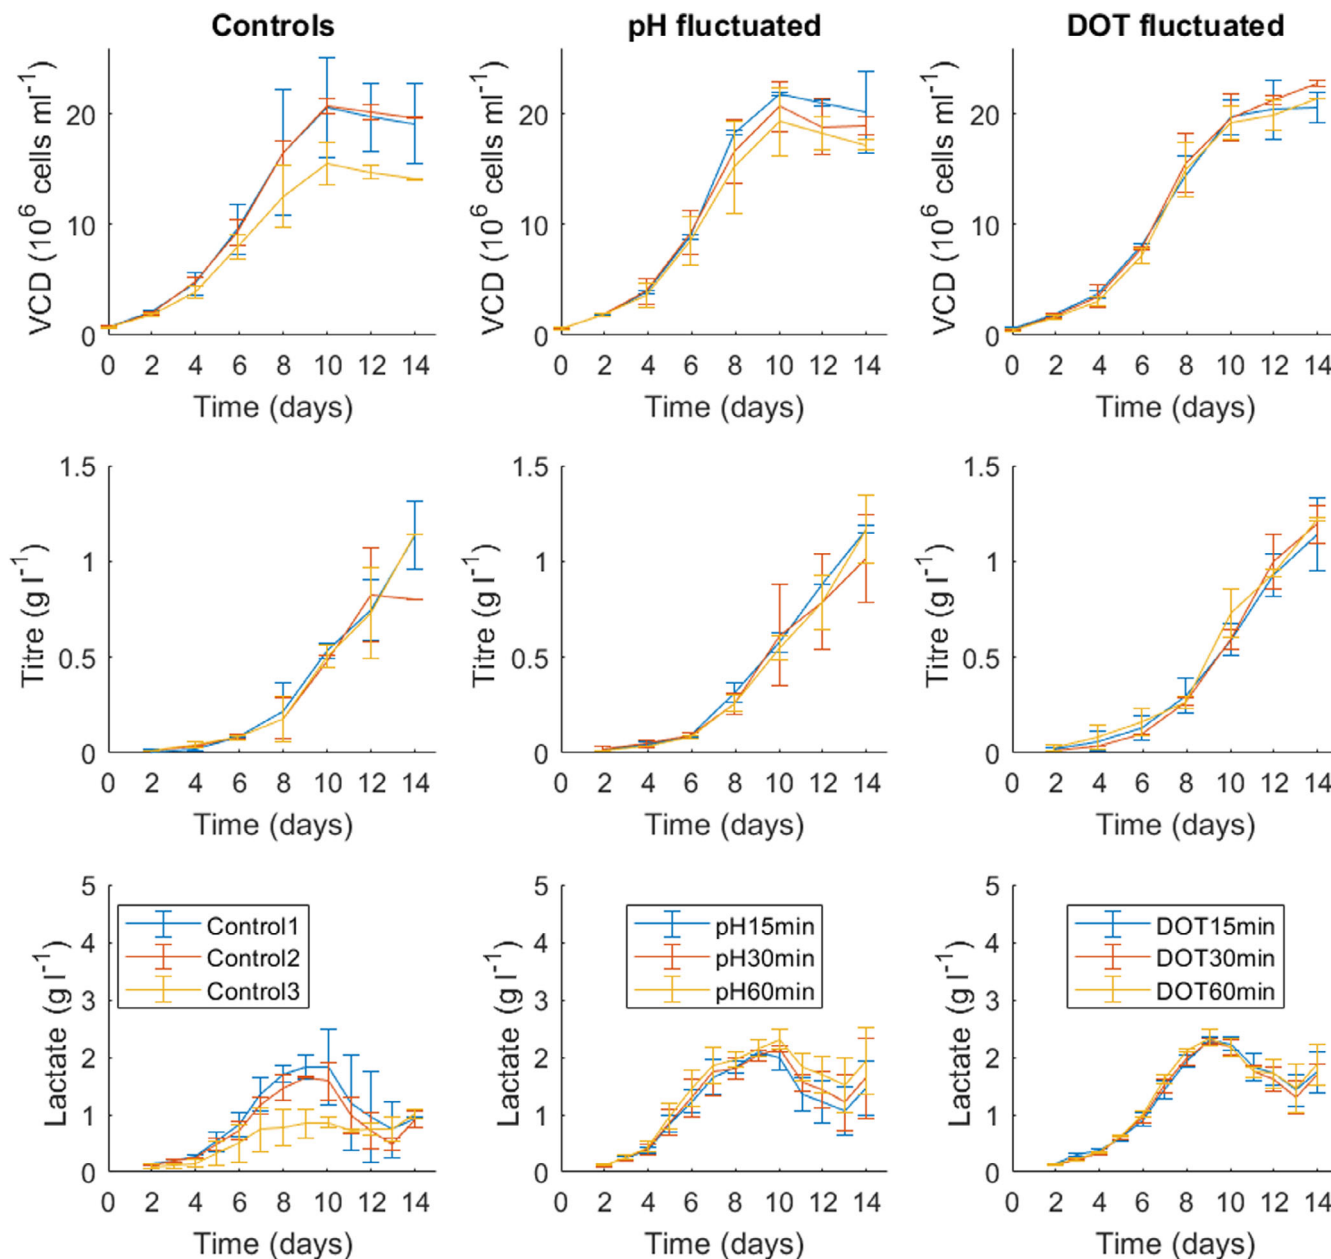 Controls
pH fluctuated
DOT fluctuated
VCD (10⁶ cells ml⁻¹)
20
10
0
0 2 4 6 8 10 12 14
Time (days)
VCD (10⁶ cells ml⁻¹)
20
10
0
0 2 4 6 8 10 12 14
Time (days)
VCD (10⁶ cells ml⁻¹)
20
10
0
0 2 4 6 8 10 12 14
Time (days)
Titre (g l⁻¹)
1.5
1
0.5
0
0 2 4 6 8 10 12 14
Time (days)
Titre (g l⁻¹)
1.5
1
0.5
0
0 2 4 6 8 10 12 14
Time (days)
Titre (g l⁻¹)
1.5
1
0.5
0
0 2 4 6 8 10 12 14
Time (days)
Lactate (g l⁻¹)
5
4
3
2
1
0
Control1
Control2
Control3
0 2 4 6 8 10 12 14
Time (days)
Lactate (g l⁻¹)
5
4
3
2
1
0
pH15min
pH30min
pH60min
0 2 4 6 8 10 12 14
Time (days)
Lactate (g l⁻¹)
5
4
3
2
1
0
DOT15min
DOT30min
DOT60min
0 2 4 6 8 10 12 14
Time (days)